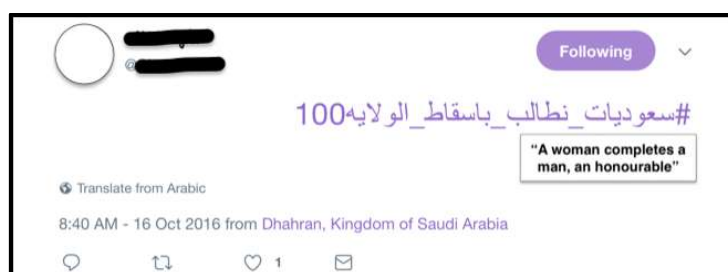 Following
@
#سعوديات_نطالب_باسقاط_الولايه100
“A woman completes a
man, an honourable”
Translate from Arabic
8:40 AM - 16 Oct 2016 from Dhahran, Kingdom of Saudi Arabia
1